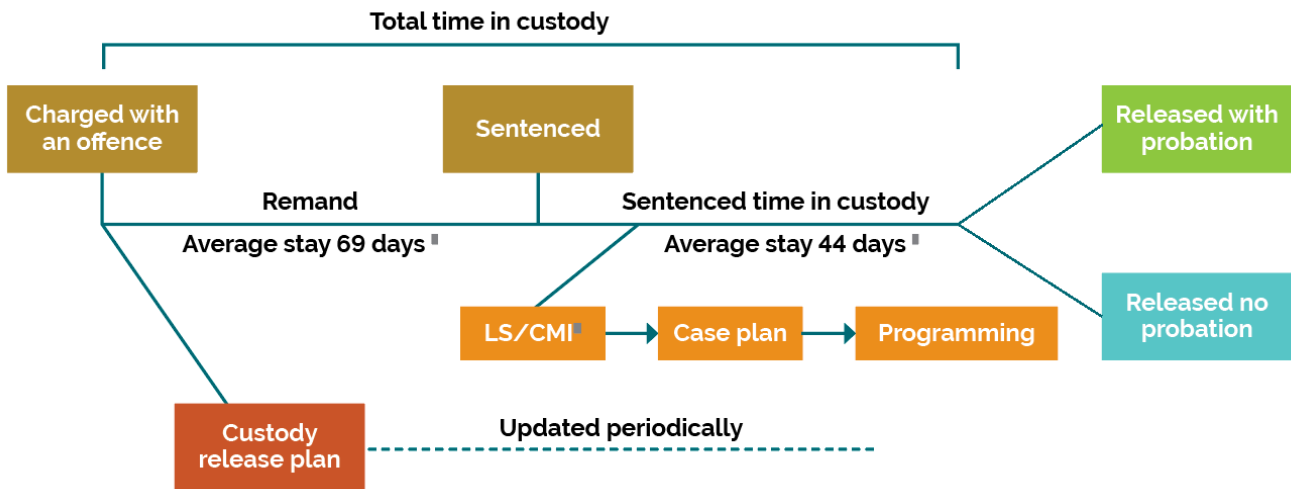 Total time in custody
Charged with
an offence
Sentenced
Released with
probation
Remand
Sentenced time in custody
Average stay 69 days
Average stay 44 days
LS/CMI
Case plan
Programming
Released no
probation
Custody
release plan
Updated periodically